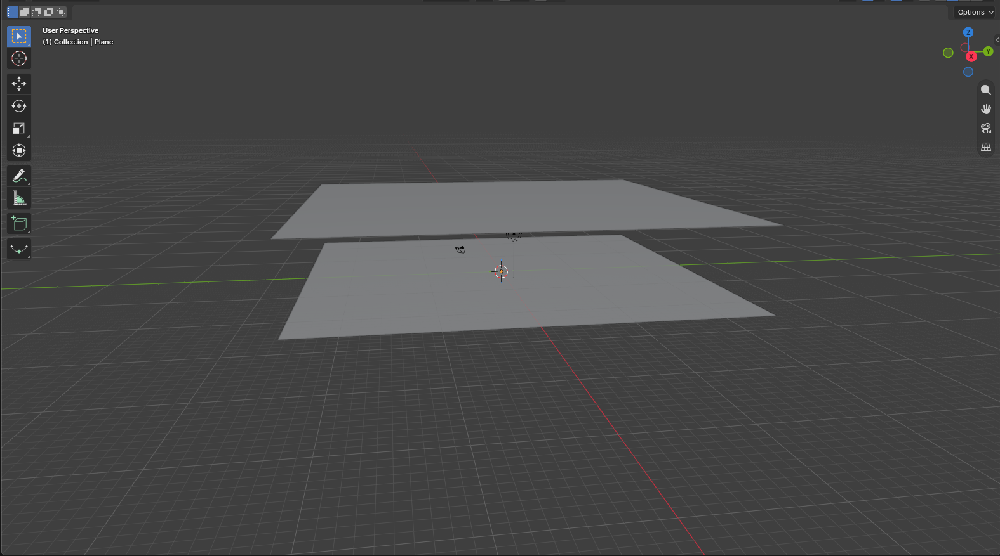 Options
User Perspective
(1) Collection | Plane
Z
Y
X